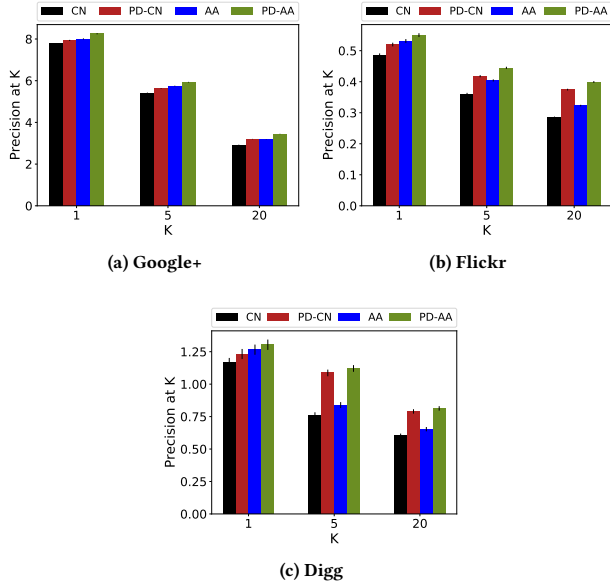 CN PD-CN AA PD-AA
Precision at K
8
6
4
2
0
1 5 20
K
(a) Google+
CN PD-CN AA PD-AA
Precision at K
0.5
0.4
0.3
0.2
0.1
0.0
1 5 20
K
(b) Flickr
CN PD-CN AA PD-AA
Precision at K
1.25
1.00
0.75
0.50
0.25
0.00
1 5 20
K
(c) Digg